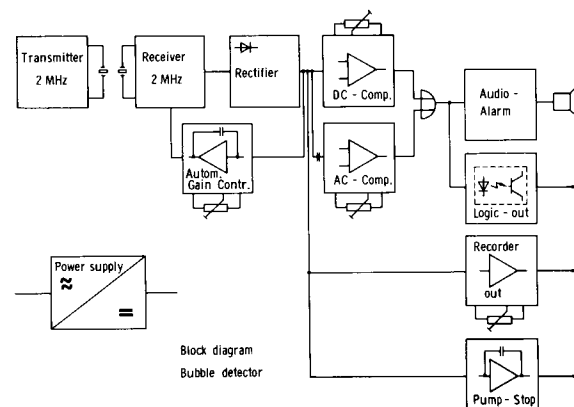 Transmitter
2 MHz
Receiver
2 MHz
Rectifier
DC - Comp.
Audio-
Alarm
Autom.
Gain Contr.
AC - Comp.
Logic - out
Power supply
Recorder
out
Block diagram
Bubble detector
Pump - Stop